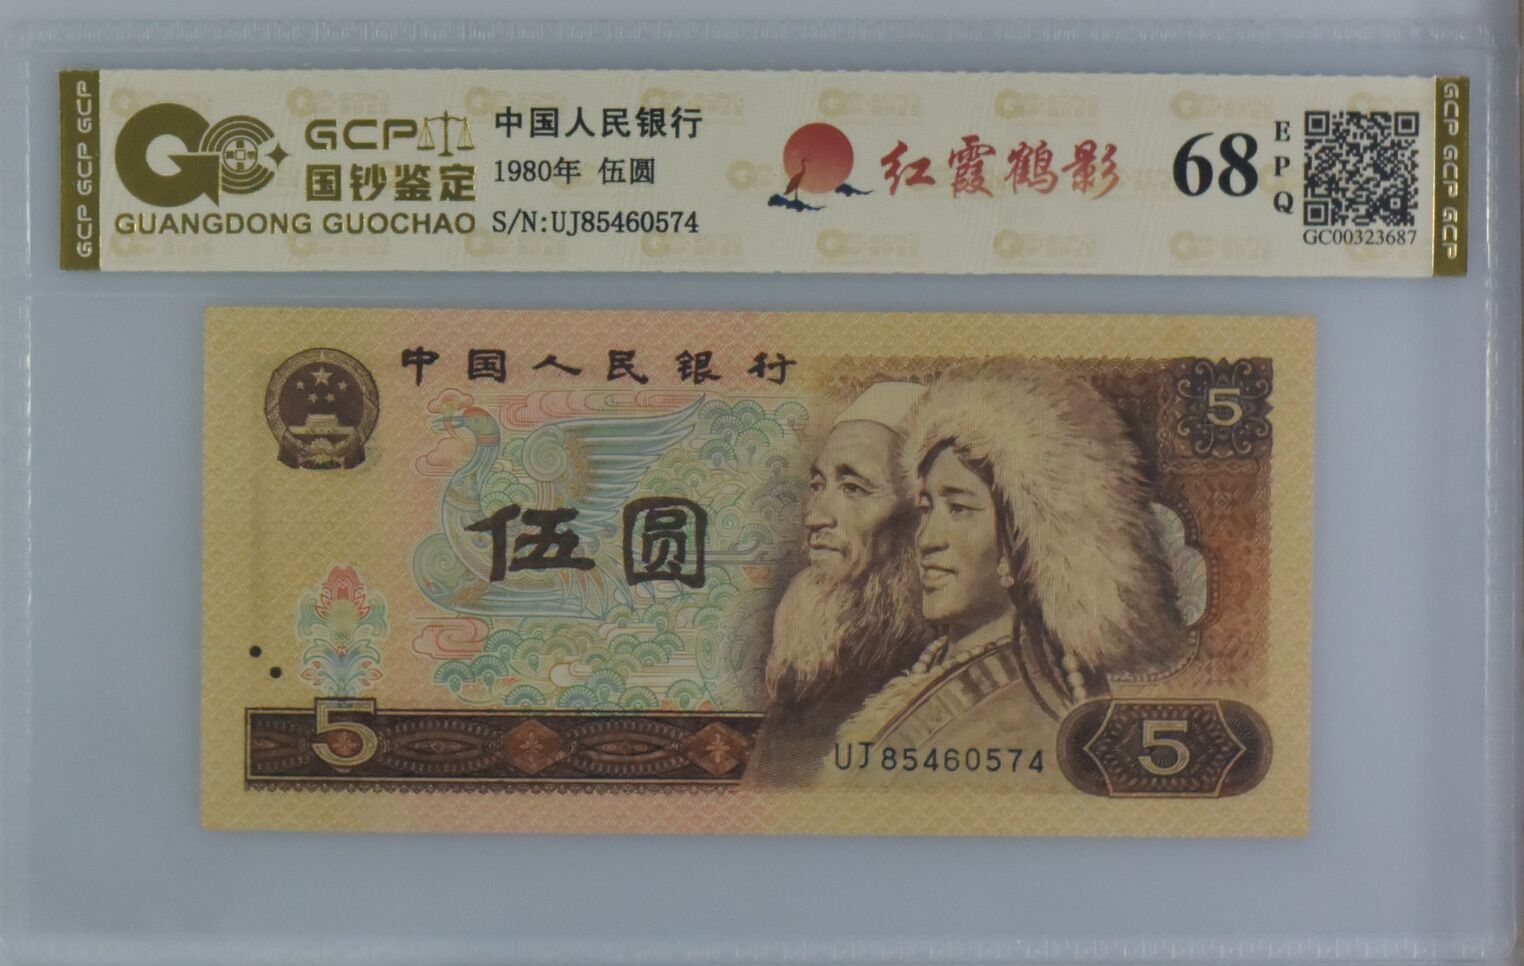 GCP GCP GCP
GCP
国钞鉴定
GUANGDONG GUOCHAO
中国人民银行
1980年 伍圆
S/N:UJ85460574
红霞鹤影
68
EPQ
GC00323687
GCP GCP GCP
中国人民银行
5
伍圆
5
UJ85460574
5